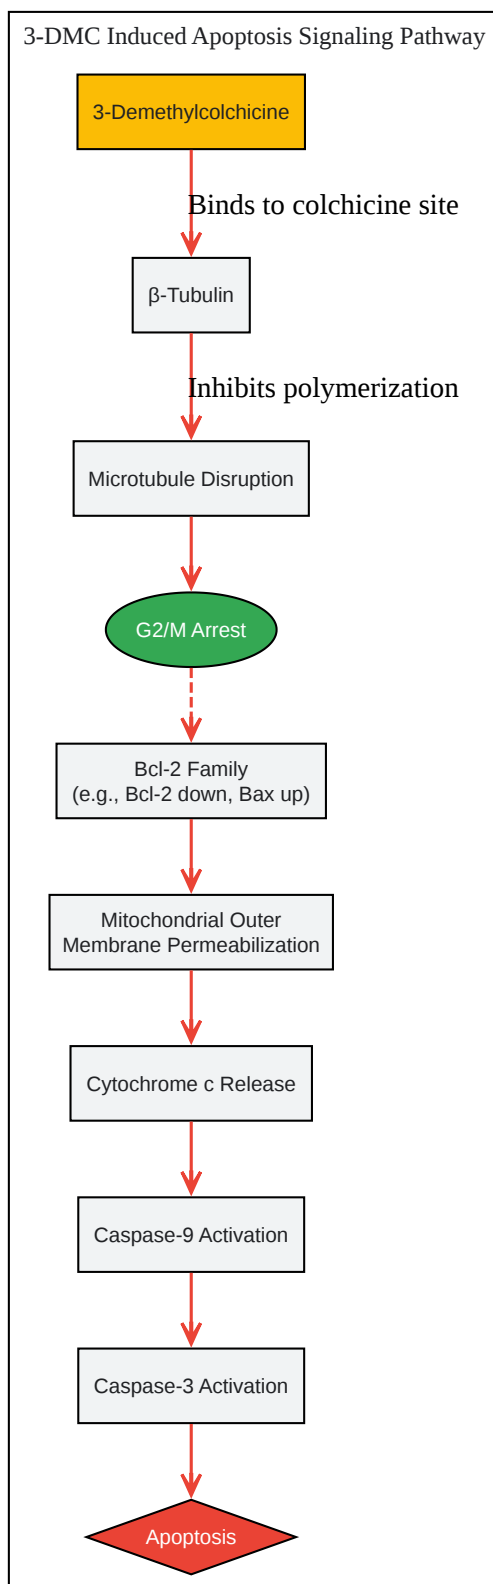 3-DMC Induced Apoptosis Signaling Pathway
3-Demethylcolchicine
Binds to colchicine site
β-Tubulin
Inhibits polymerization
Microtubule Disruption
G2/M Arrest
Bcl-2 Family
(e.g., Bcl-2 down, Bax up)
Mitochondrial Outer
Membrane Permeabilization
Cytochrome c Release
Caspase-9 Activation
Caspase-3 Activation
Apoptosis